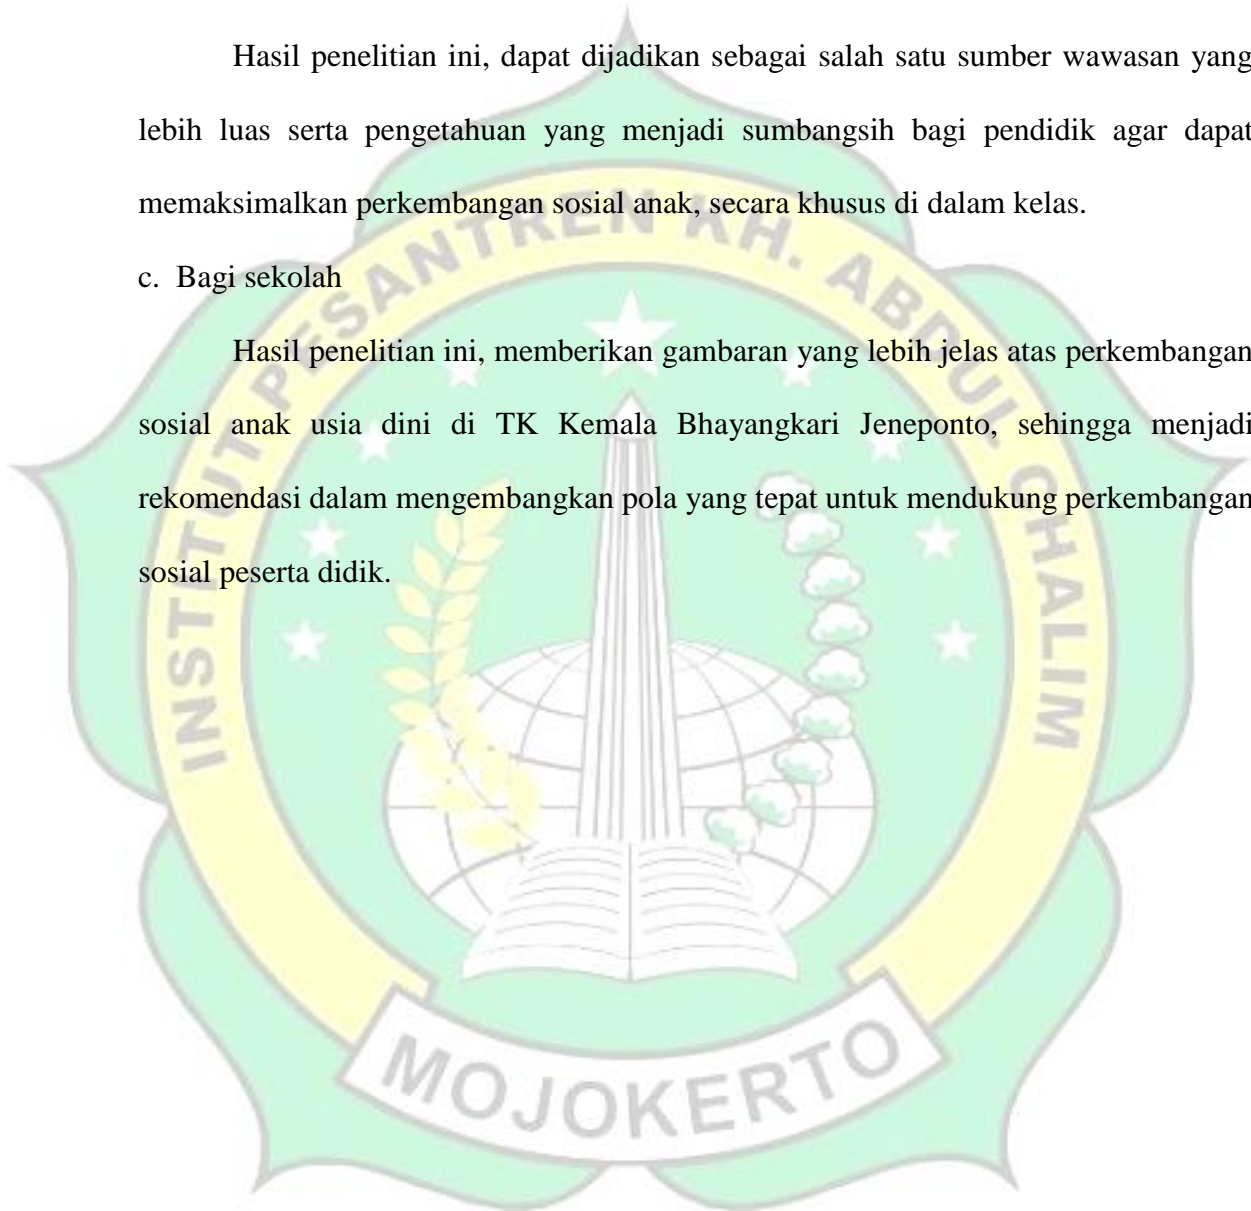 Hasil penelitian ini, dapat dijadikan sebagai salah satu sumber wawasan yang
lebih luas serta pengetahuan yang menjadi sumbangsih bagi pendidik agar dapat
memaksimalkan perkembangan sosial anak, secara khusus di dalam kelas.
c. Bagi sekolah
Hasil penelitian ini, memberikan gambaran yang lebih jelas atas perkembangan
sosial anak usia dini di TK Kemala Bhayangkari Jeneponto, sehingga menjadi
rekomendasi dalam mengembangkan pola yang tepat untuk mendukung perkembangan
sosial peserta didik.
INSTITUT PESANTREN KH. ABDUL CHALIM
MOJOKERTO